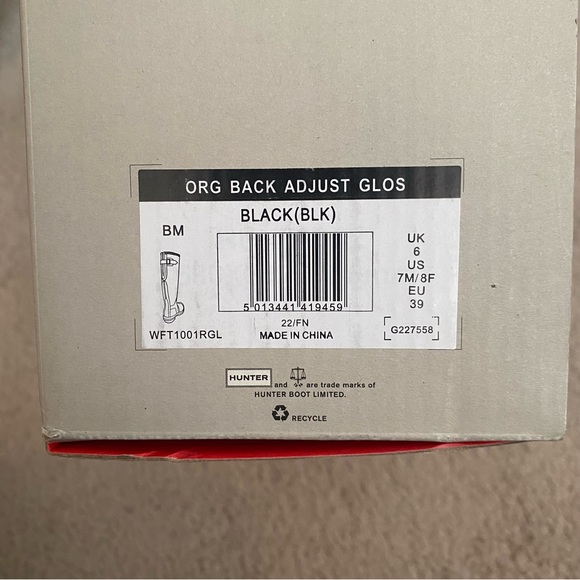 ORG BACK ADJUST GLOS
BLACK(BLK)
BM
UK
6
US
7M/8F
EU
39
5 013441 419459
WFT1001RGL
22/FN
MADE IN CHINA
G227558
HUNTER and are trade marks of
HUNTER BOOT LIMITED.
RECYCLE